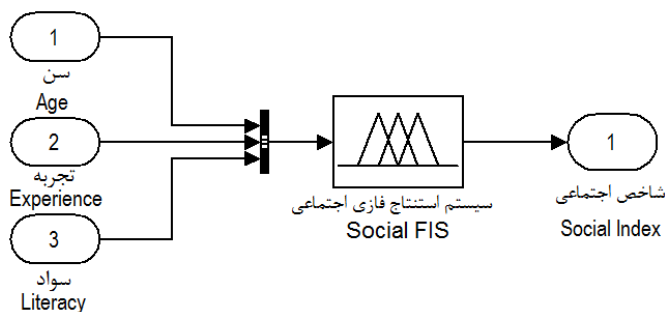 1
سن
Age
2
تجربه
Experience
3
سواد
Literacy
سیستم استنتاج فازی اجتماعی
Social FIS
1
شاخص اجتماعی
Social Index